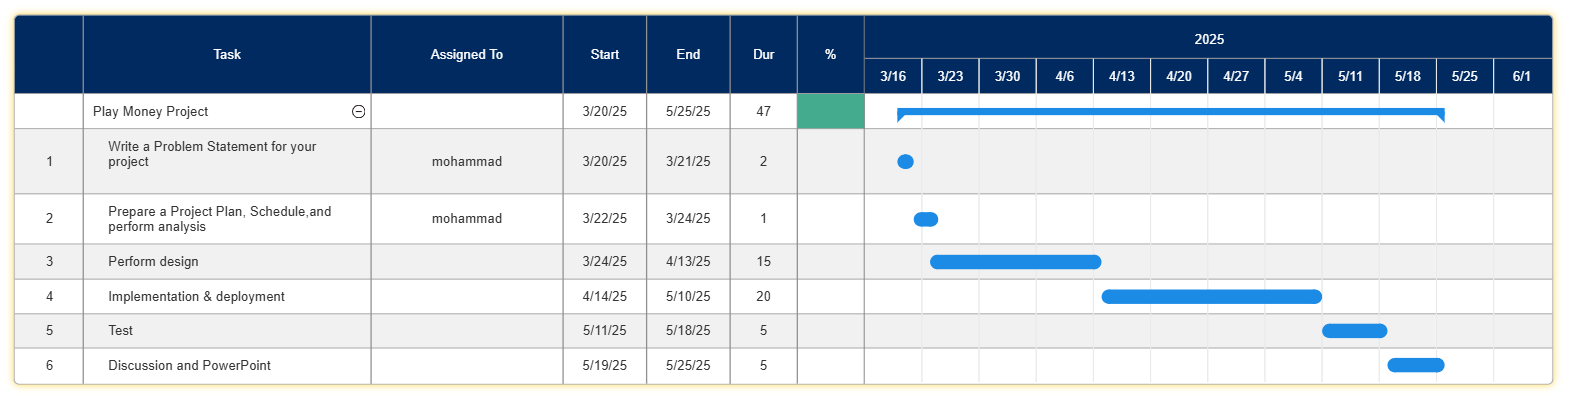 Task Assigned To Start End Dur % 2025
3/16 3/23 3/30 4/6 4/13 4/20 4/27 5/4 5/11 5/18 5/25 6/1
Play Money Project 3/20/25 5/25/25 47
1 Write a Problem Statement for your
project mohammad 3/20/25 3/21/25 2
2 Prepare a Project Plan, Schedule,and
perform analysis mohammad 3/22/25 3/24/25 1
3 Perform design 3/24/25 4/13/25 15
4 Implementation & deployment 4/14/25 5/10/25 20
5 Test 5/11/25 5/18/25 5
6 Discussion and PowerPoint 5/19/25 5/25/25 5